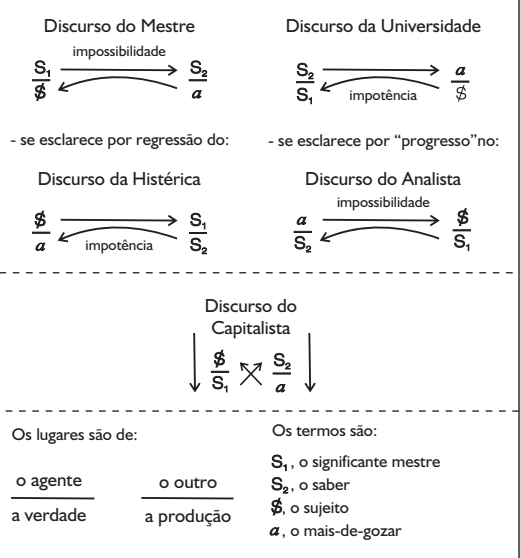 Discurso do Mestre
impossibilidade
S₁ S₂
$ a
- se esclarece por regressão do:
Discurso da Universidade
S₂ a
S₁ $
impotência
- se esclarece por “progresso”no:
Discurso da Histérica
$ S₁
a S₂
impotência
Discurso do Analista
impossibilidade
a $
S₂ S₁
Discurso do
Capitalista
$ S₂
S₁ a
Os lugares são de:
o agente o outro
a verdade a produção
Os termos são:
S₁, o significante mestre
S₂, o saber
$, o sujeito
a, o mais-de-gozar